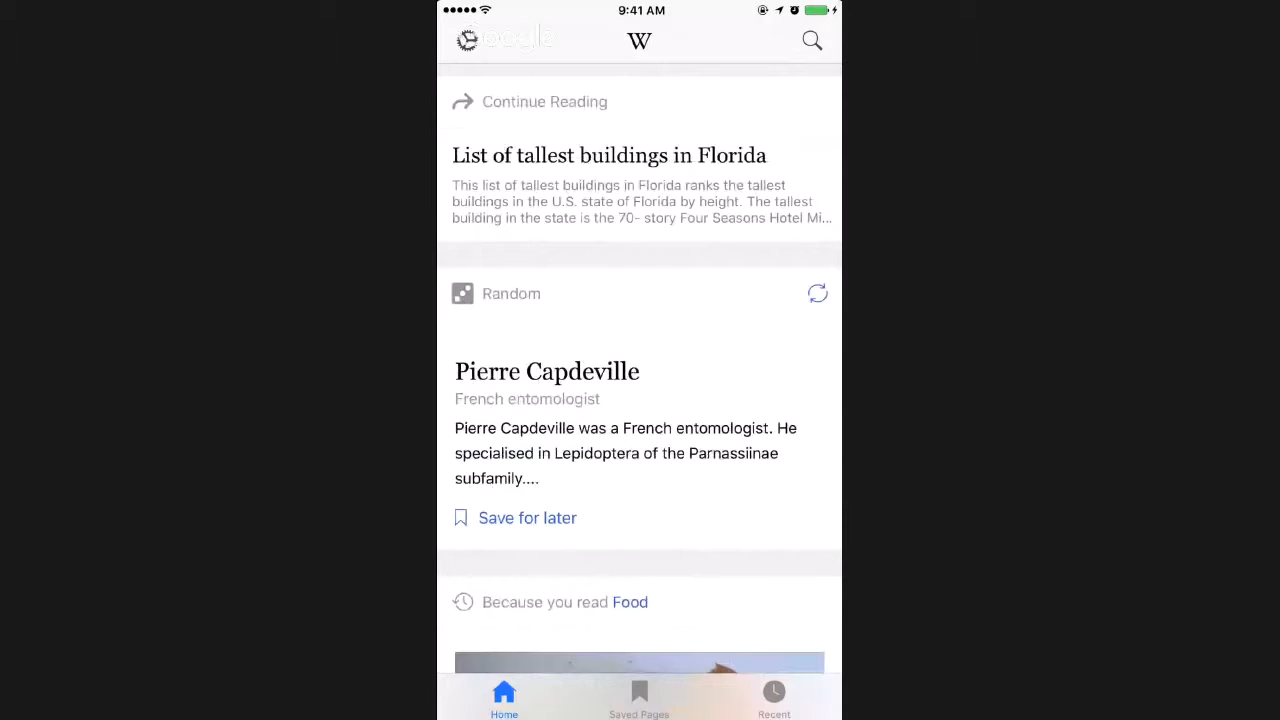 9:41 AM
Google
W
Continue Reading
List of tallest buildings in Florida
This list of tallest buildings in Florida ranks the tallest
buildings in the U.S. state of Florida by height. The tallest
building in the state is the 70- story Four Seasons Hotel Mi...
Random
Pierre Capdeville
French entomologist
Pierre Capdeville was a French entomologist. He
specialised in Lepidoptera of the Parnassiinae
subfamily....
Save for later
Because you read Food
Home
Saved Pages
Recent